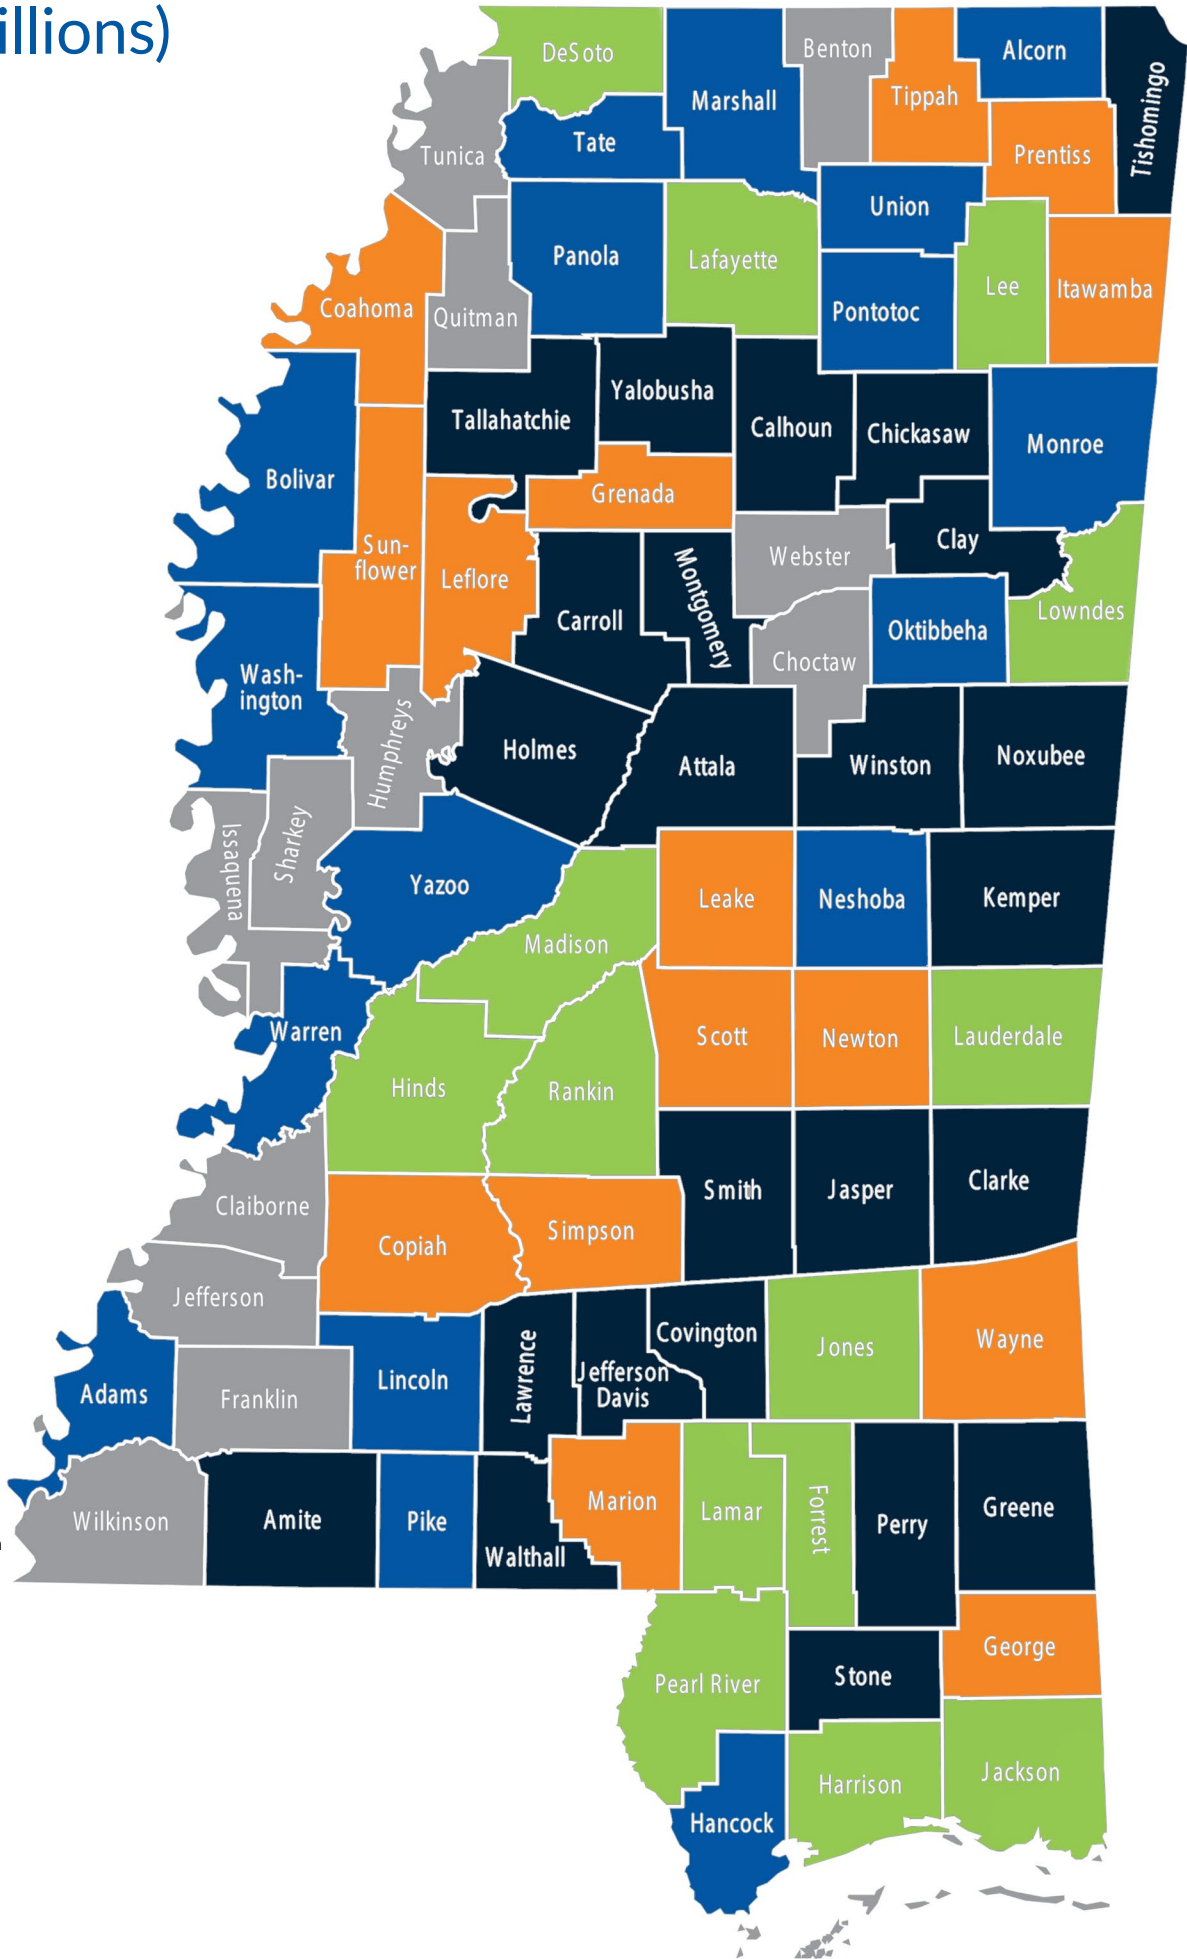 illions)
DeSoto
Benton
Alcorn
Tippah
Marshall
Tishomingo
Tate
Tunica
Prentiss
Union
Panola
Lafayette
Lee
Itawamba
Coahoma
Quitman
Pontotoc
Yalobusha
Tallahatchie
Calhoun
Chickasaw
Monroe
Bolivar
Grenada
Sun-
flower
Leflore
Webster
Clay
Montgomery
Carroll
Lowndes
Oktibbeha
Choctaw
Wash-
ington
Humphreys
Holmes
Attala
Winston
Noxubee
Issaquena
Sharkey
Yazoo
Leake
Neshoba
Kemper
Madison
Warren
Scott
Newton
Lauderdale
Hinds
Rankin
Smith
Jasper
Clarke
Claiborne
Copiah
Simpson
Jefferson
Lawrence
Covington
Jones
Wayne
Adams
Franklin
Lincoln
Jefferson
Davis
Wilkinson
Amite
Pike
Walthall
Marion
Lamar
Forrest
Perry
Greene
George
Pearl River
Stone
Harrison
Jackson
Hancock